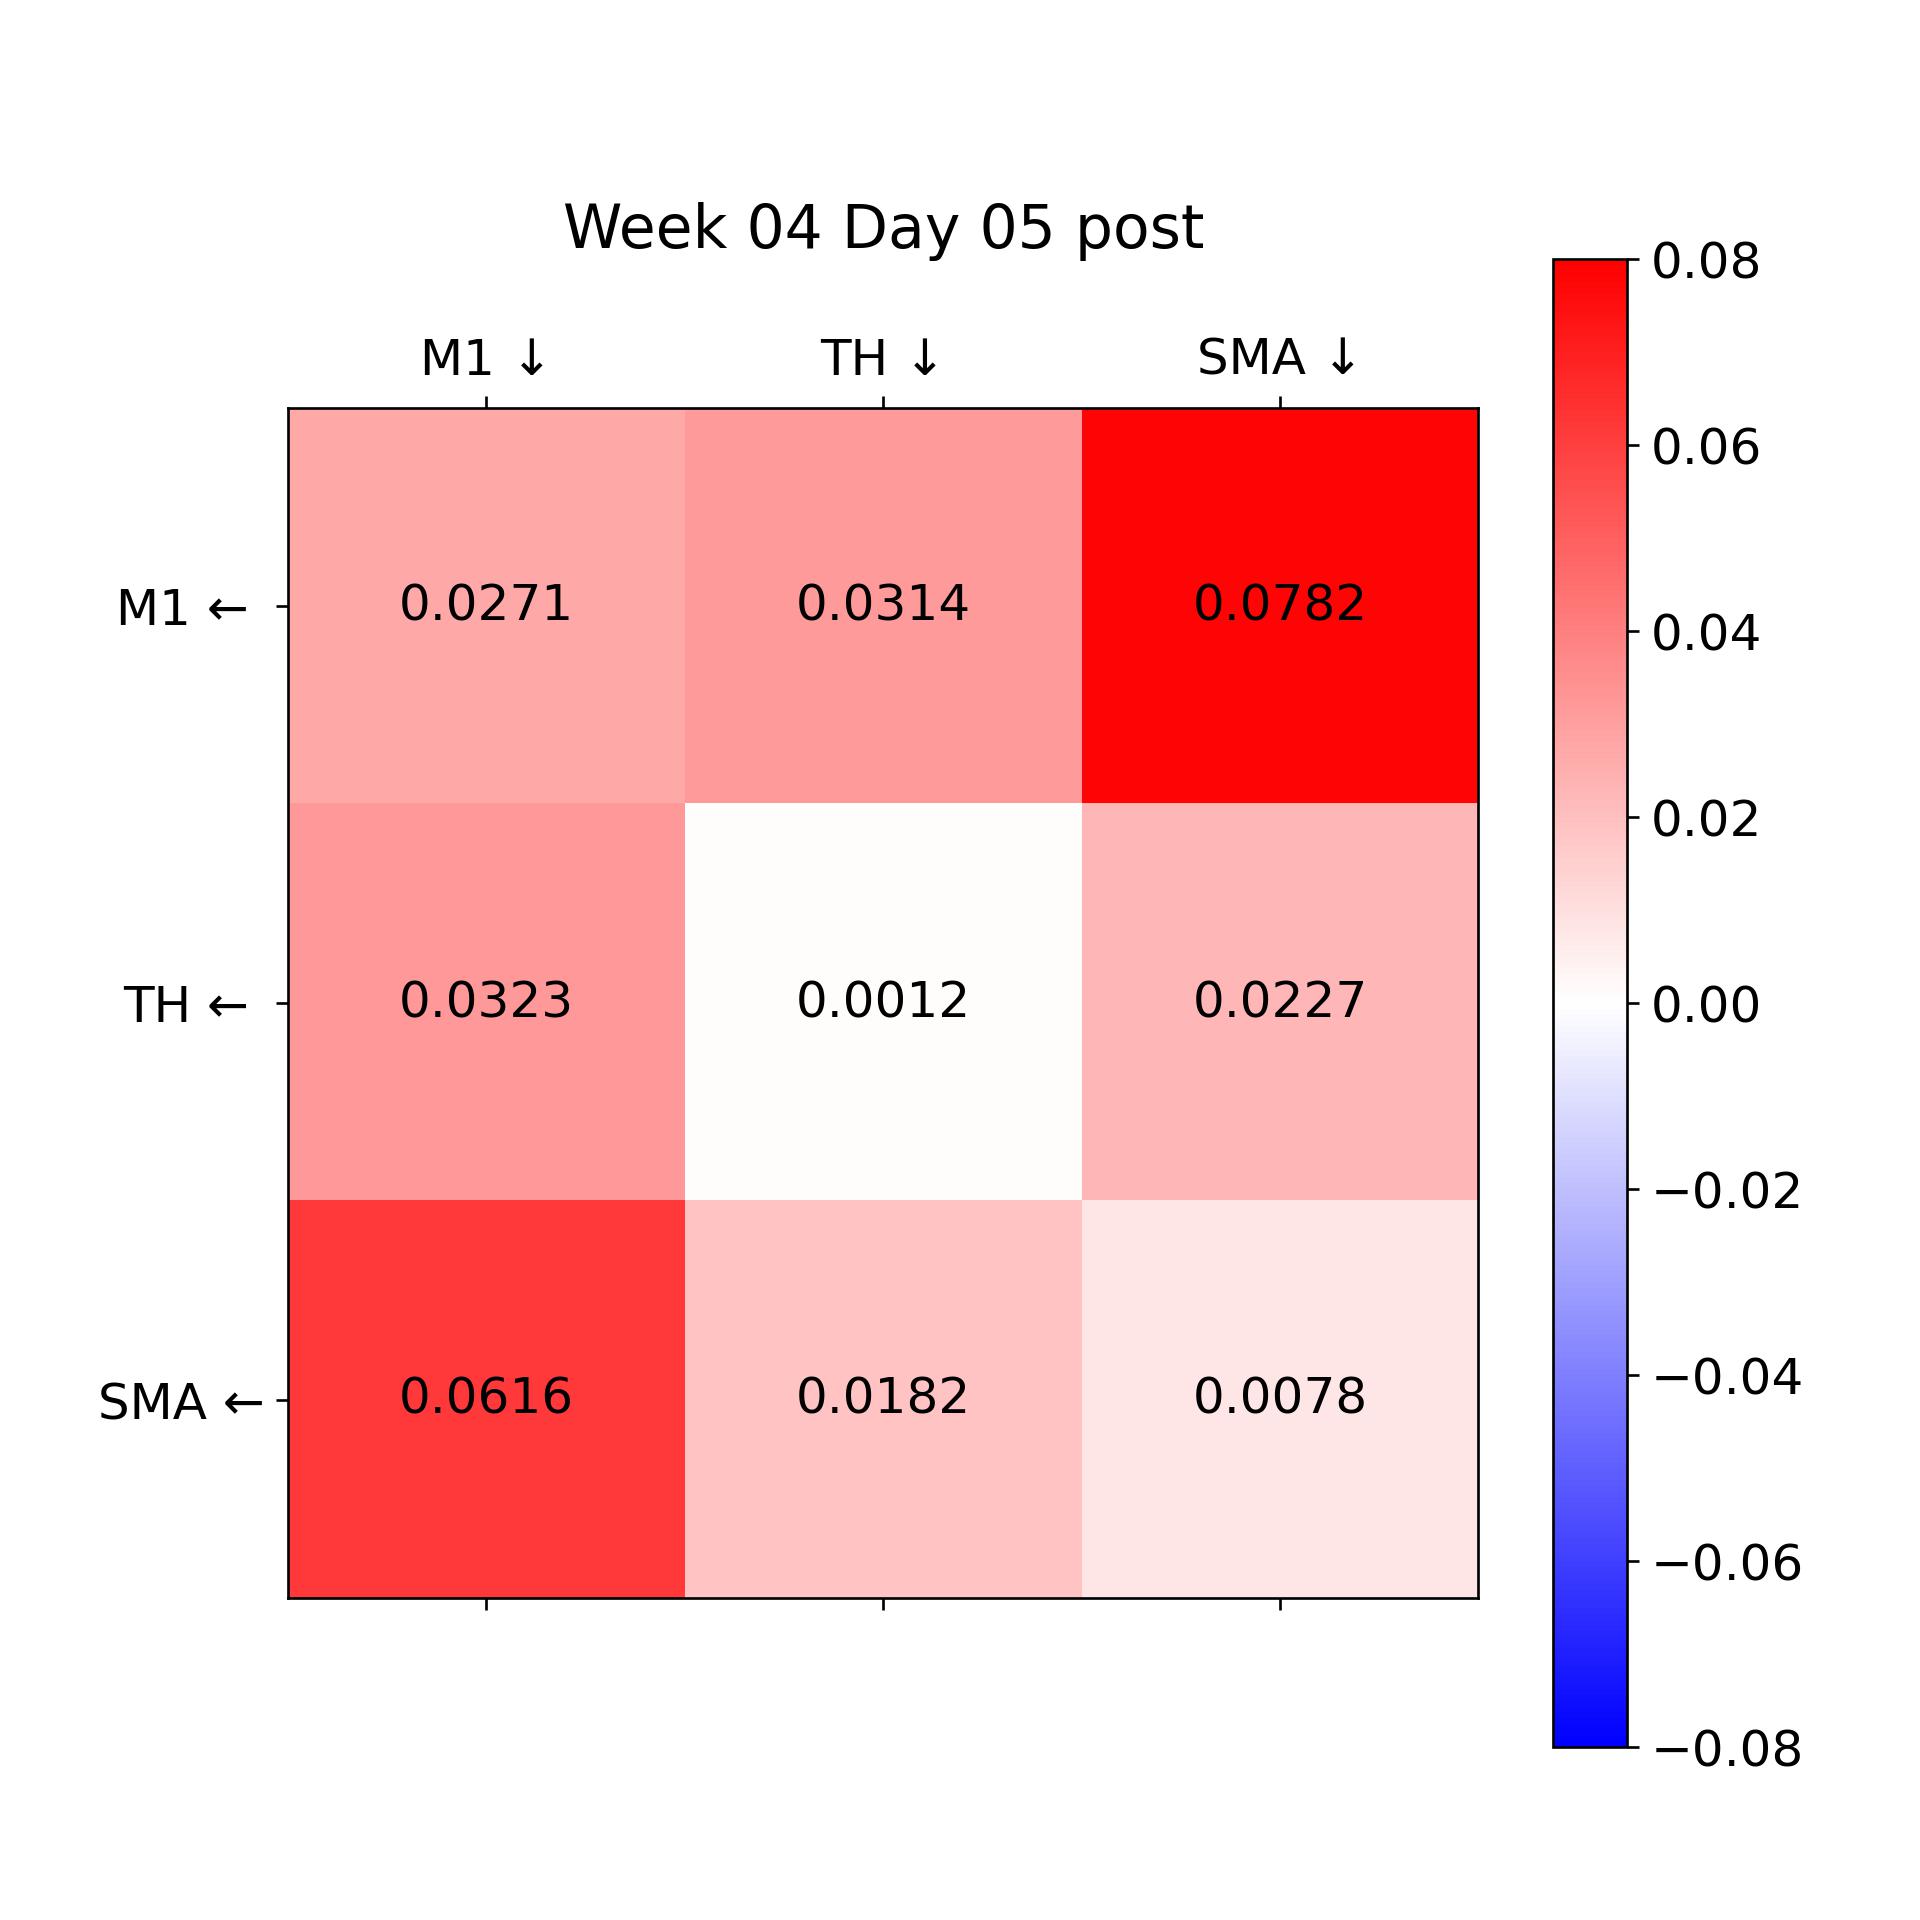 Week 04 Day 05 post
M1 ↓ TH ↓ SMA ↓
M1 ← 0.0271 0.0314 0.0782
TH ← 0.0323 0.0012 0.0227
SMA ← 0.0616 0.0182 0.0078
0.08
0.06
0.04
0.02
0.00
−0.02
−0.04
−0.06
−0.08